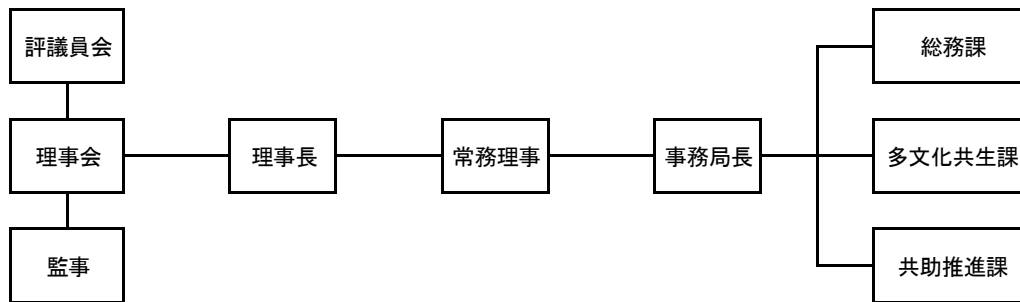 評議員会
総務課
理事会
理事長
常務理事
事務局長
多文化共生課
監事
共助推進課